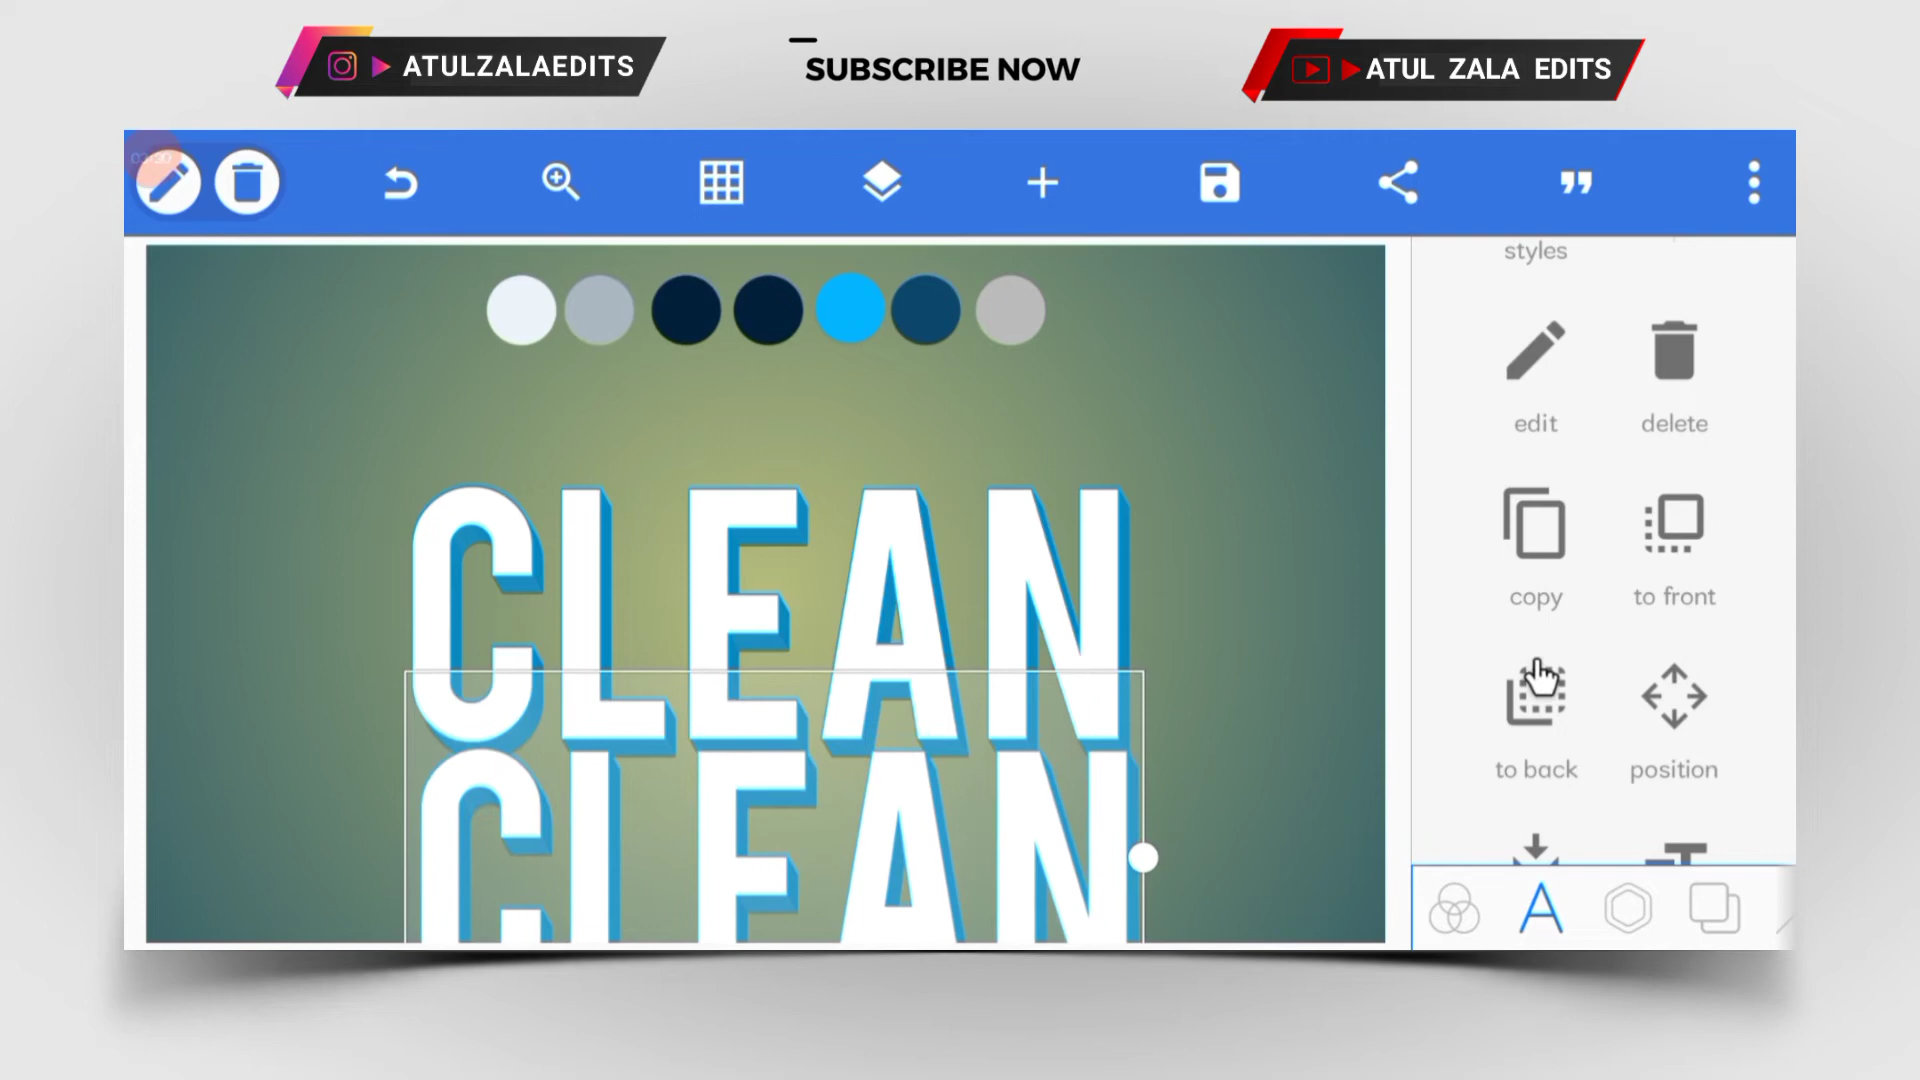 ATULZALAEDITS
SUBSCRIBE NOW
ATUL ZALA EDITS
styles
edit
delete
CLEAN
copy
to front
to back
position
CLEAN